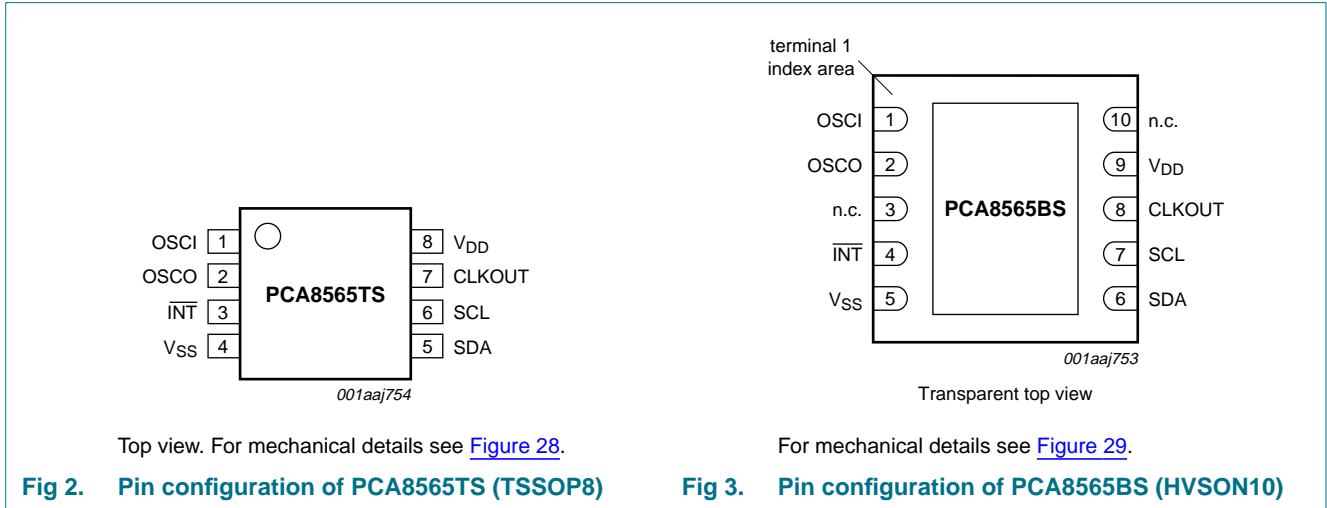 OSCI 1
OSCO 2
INT 3
VSS 4
PCA8565TS
8 VDD
7 CLKOUT
6 SCL
5 SDA
001aaj754
Top view. For mechanical details see Figure 28.
Fig 2. Pin configuration of PCA8565TS (TSSOP8)
terminal 1
index area
OSCI 1
OSCO 2
n.c. 3
INT 4
VSS 5
PCA8565BS
10 n.c.
9 VDD
8 CLKOUT
7 SCL
6 SDA
001aaj753
Transparent top view
For mechanical details see Figure 29.
Fig 3. Pin configuration of PCA8565BS (HVSON10)